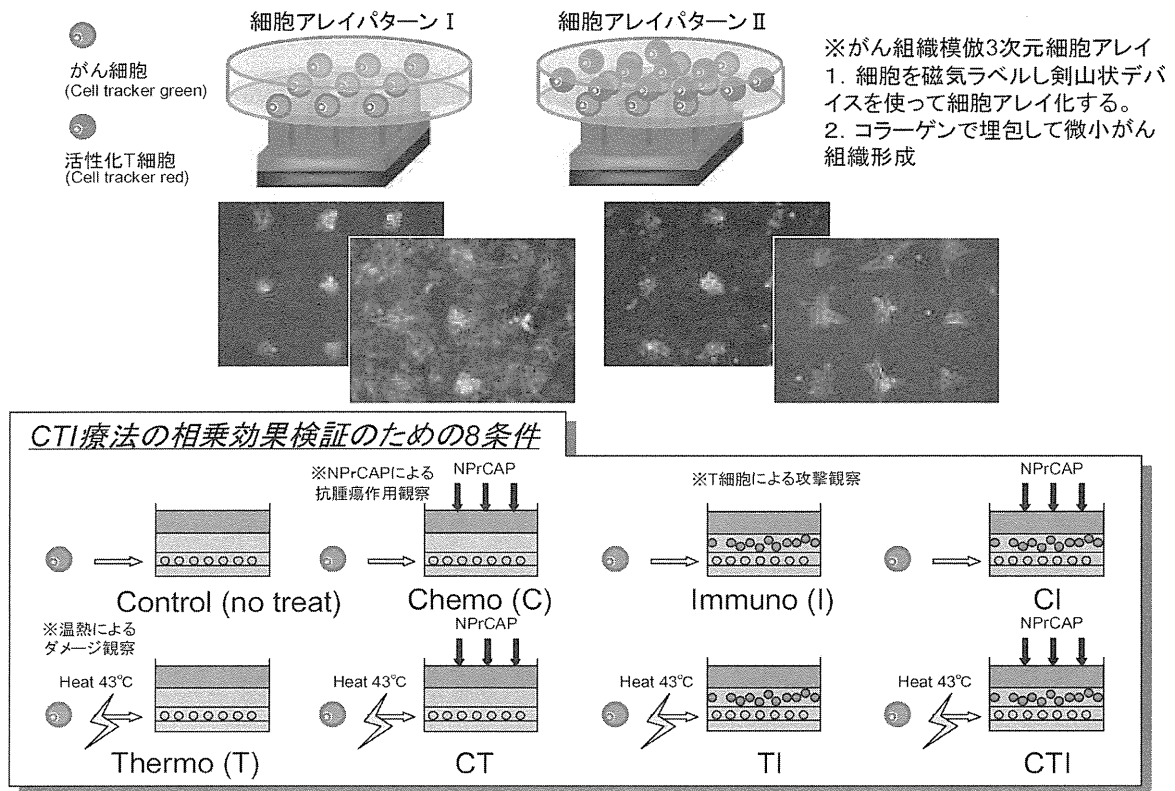 細胞アレイパターンⅠ
細胞アレイパターンⅡ
がん細胞
(Cell tracker green)
活性化T細胞
(Cell tracker red)
※がん組織模倣3次元細胞アレイ
1. 細胞を磁気ラベルし剣山状デバ
イスを使って細胞アレイ化する。
2. コラーゲンで埋包して微小がん
組織形成
CTI療法の相乗効果検証のための8条件
Control (no treat)
※NPrCAPによる
抗腫瘍作用観察
NPrCAP
Chemo (C)
※T細胞による攻撃観察
Immuno (I)
NPrCAP
CI
※温熱による
ダメージ観察
Heat 43℃
Thermo (T)
NPrCAP
Heat 43℃
CT
Heat 43℃
TI
NPrCAP
Heat 43℃
CTI